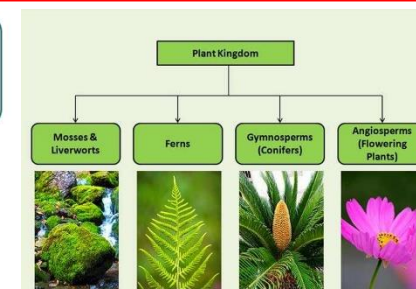 Plant Kingdom
Mosses &
Liverworts
Ferns
Gymnosperms
(Conifers)
Angiosperms
(Flowering
Plants)